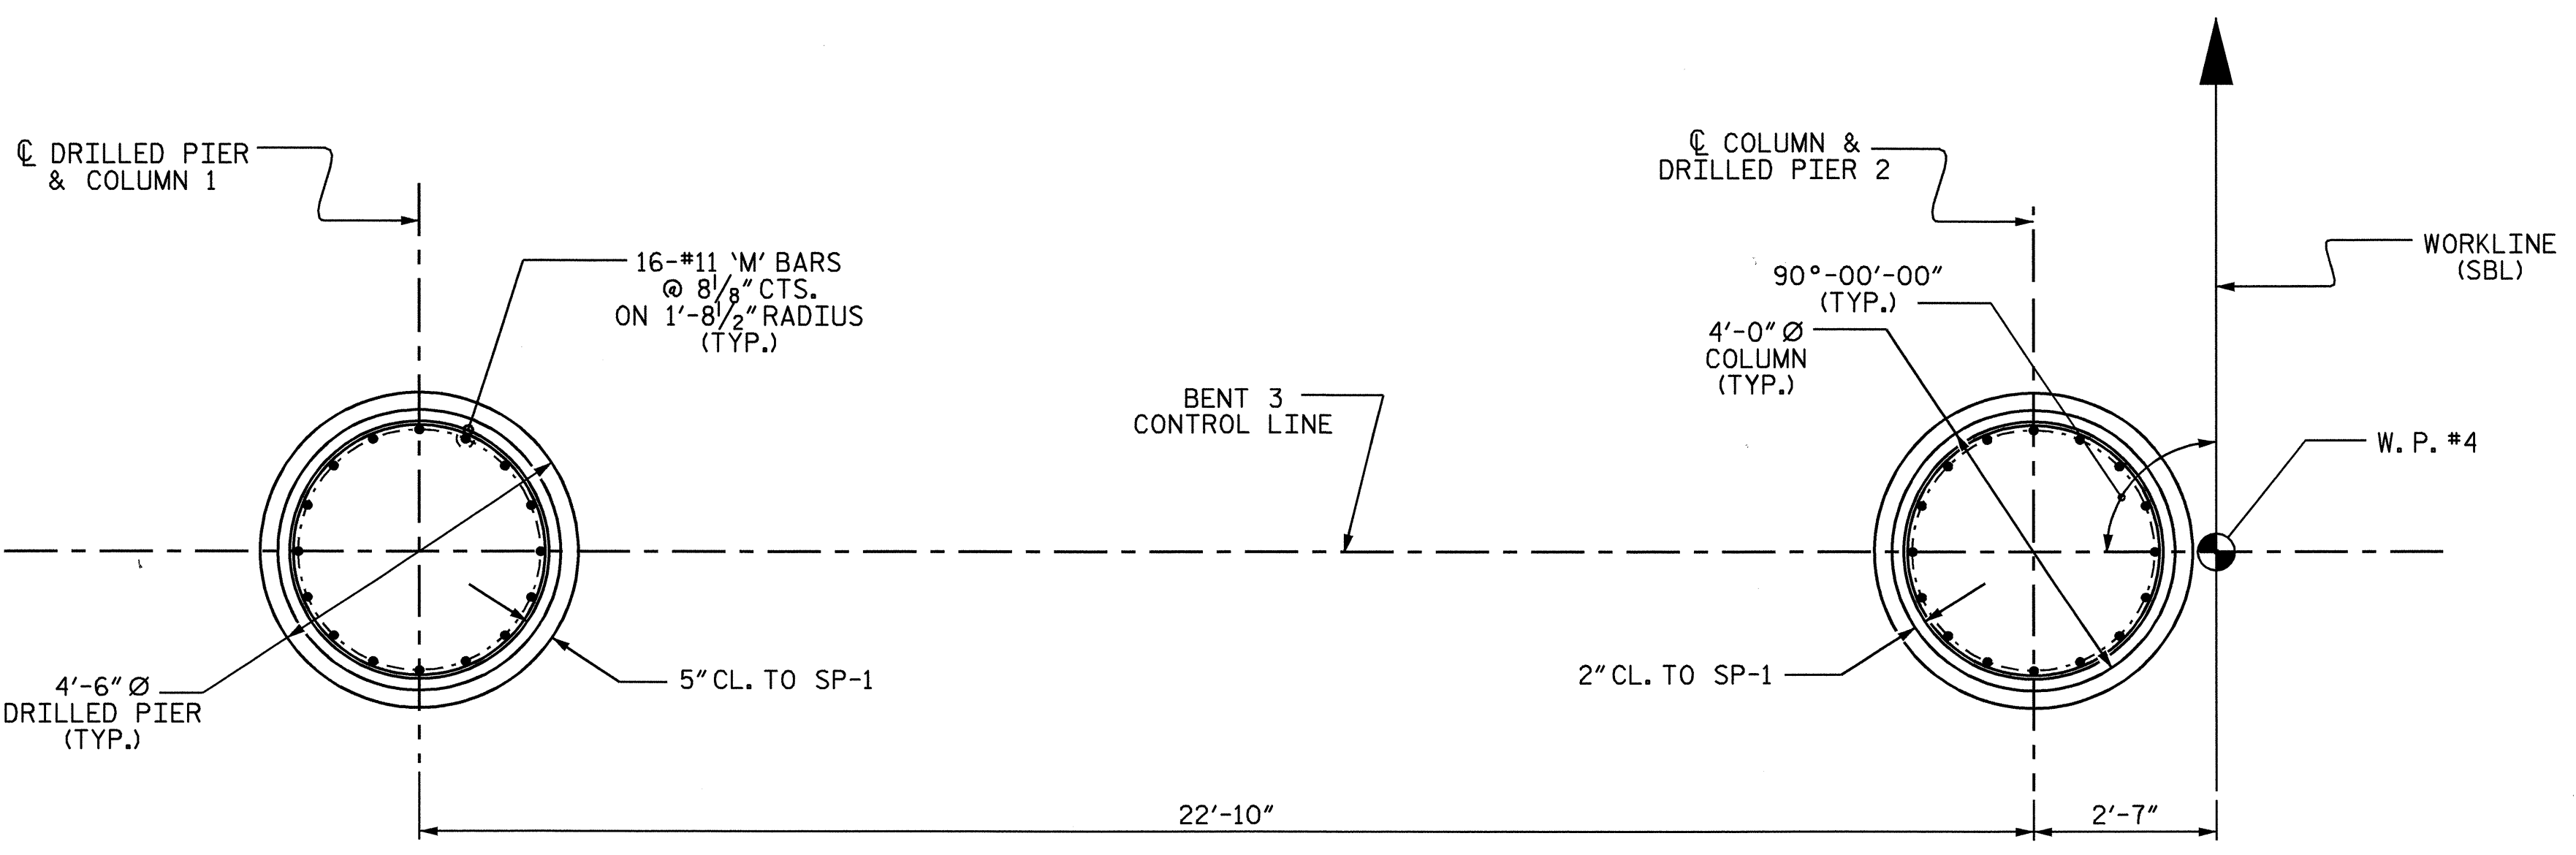 ℄ DRILLED PIER
& COLUMN 1
16-#11 'M' BARS
@ 8 1/8" CTS.
ON 1'-8 1/2" RADIUS
(TYP.)
4'-6" Ø
DRILLED PIER
(TYP.)
5" CL. TO SP-1
BENT 3
CONTROL LINE
℄ COLUMN &
DRILLED PIER 2
90°-00'-00"
(TYP.)
4'-0" Ø
COLUMN
(TYP.)
2" CL. TO SP-1
WORKLINE
(SBL)
W.P. #4
22'-10"
2'-7"